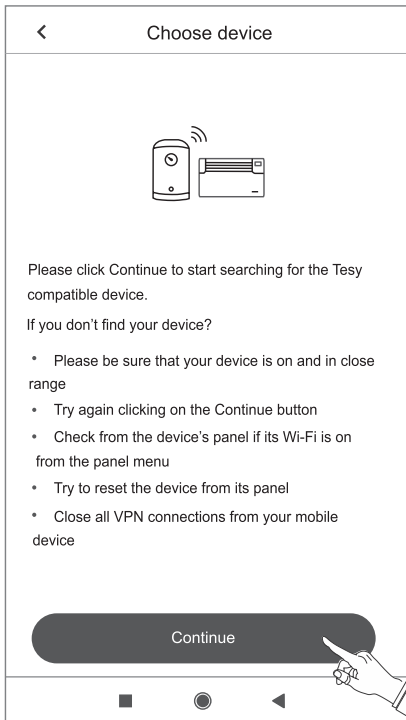 Choose device
Please click Continue to start searching for the Tesy
compatible device.
If you don’t find your device?
• Please be sure that your device is on and in close
range
• Try again clicking on the Continue button
• Check from the device’s panel if its Wi-Fi is on
from the panel menu
• Try to reset the device from its panel
• Close all VPN connections from your mobile
device
Continue